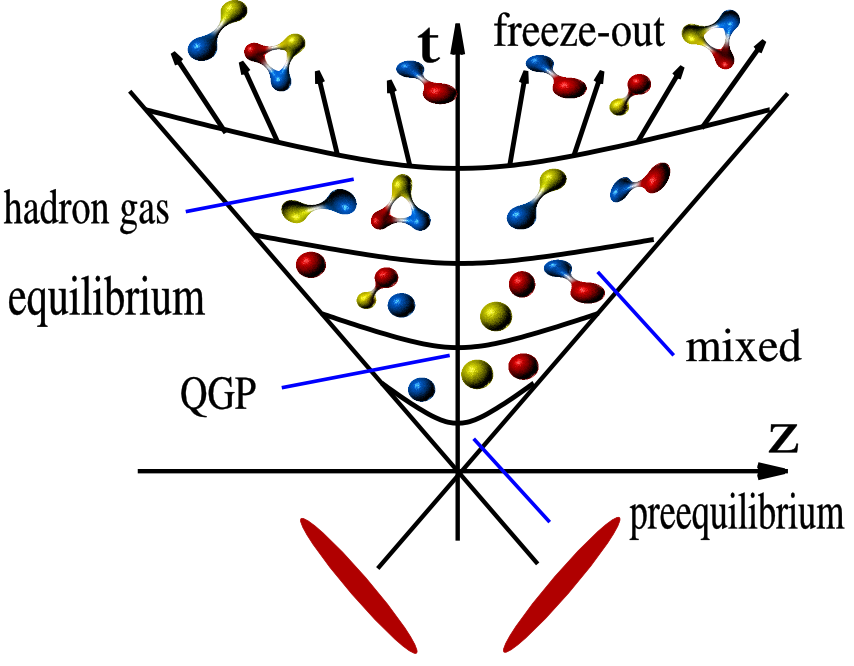 t
freeze-out
hadron gas
equilibrium
mixed
QGP
z
preequilibrium